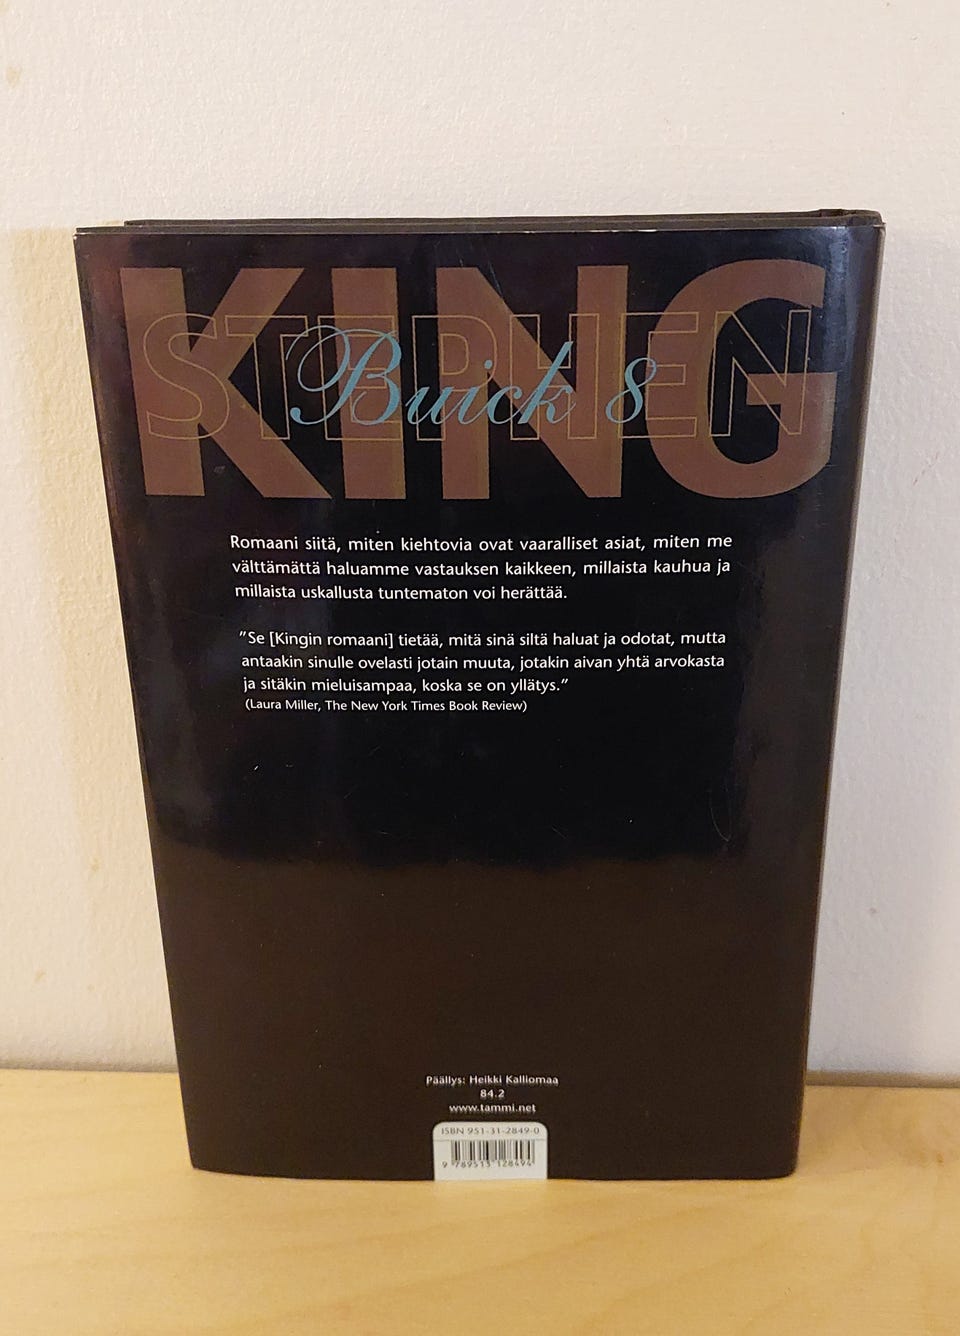 STEPHEN
KING
Buick 8
Romaani siitä, miten kiehtovia ovat vaaralliset asiat, miten me
välttämättä haluamme vastauksen kaikkeen, millaista kauhua ja
millaista uskallusta tuntematon voi herättää.
"Se [Kingin romaani] tietää, mitä sinä siltä haluat ja odotat, mutta
antaakin sinulle ovelasti jotain muuta, jotakin aivan yhtä arvokasta
ja sitäkin mieluisampaa, koska se on yllätys."
(Laura Miller, The New York Times Book Review)
Päällys: Heikki Kalliomaa
84.2
www.tammi.net
ISBN 951-31-2849-0
9 789513 128494